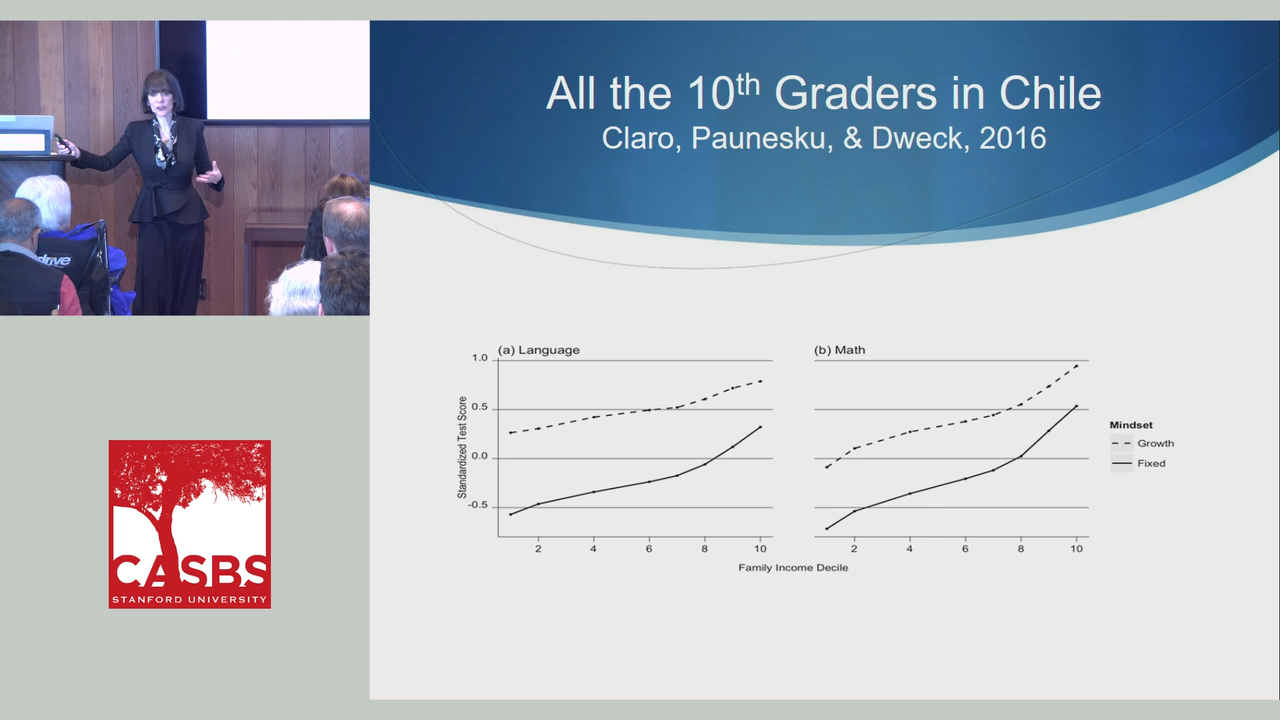 drive
All the 10th Graders in Chile
Claro, Paunesku, & Dweck, 2016
(a) Language
(b) Math
Standardized Test Score
1.0
0.5
0.0
-0.5
2 4 6 8 10
2 4 6 8 10
Family Income Decile
Mindset
Growth
Fixed
CASBS
STANFORD UNIVERSITY